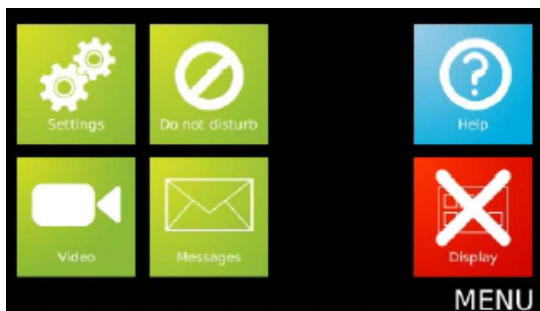 Settings
Do not disturb
Help
Video
Messages
Display
MENU